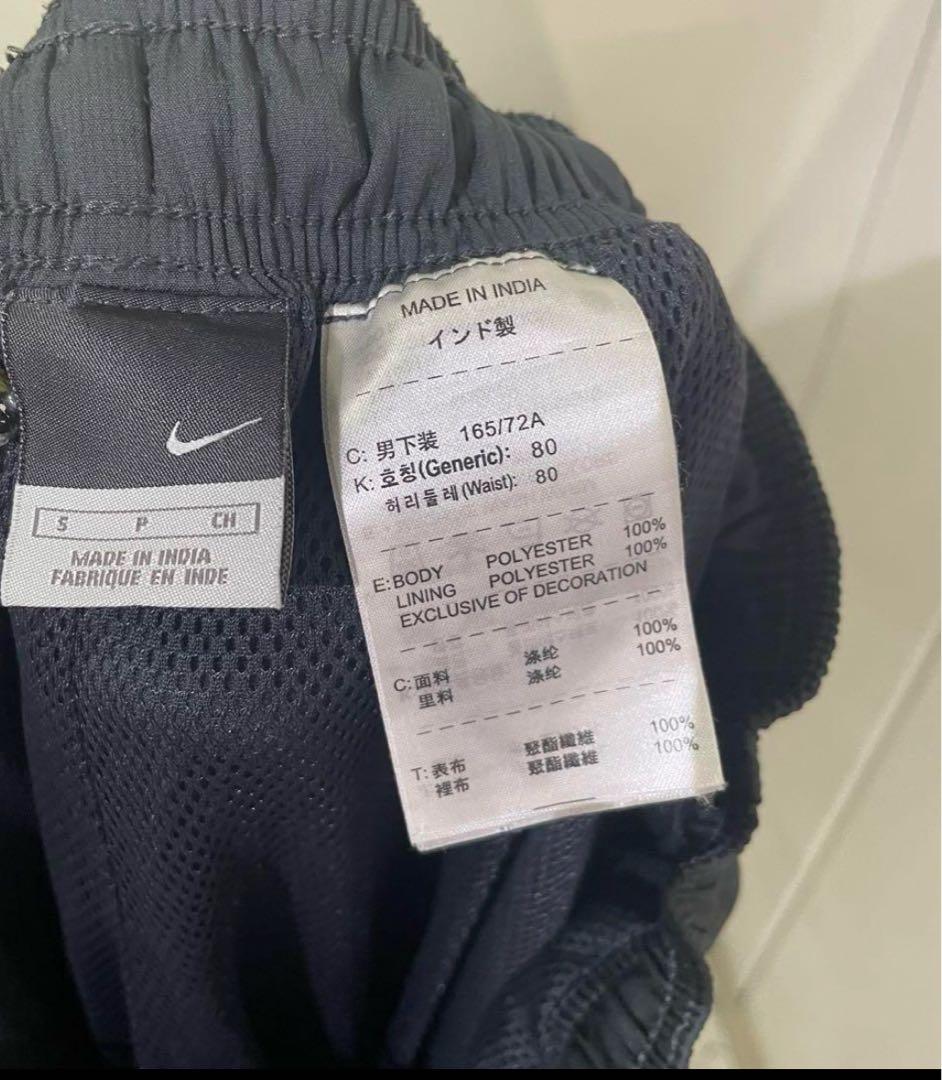 S P CH
MADE IN INDIA
FABRIQUE EN INDE
MADE IN INDIA
インド製
C: 男下装 165/72A
K: 호칭(Generic): 80
허리둘레(Waist): 80
E:BODY POLYESTER 100%
LINING POLYESTER 100%
EXCLUSIVE OF DECORATION
C:面料 涤纶 100%
里料 涤纶 100%
T:表布 聚酯纖維 100%
裡布 聚酯纖維 100%